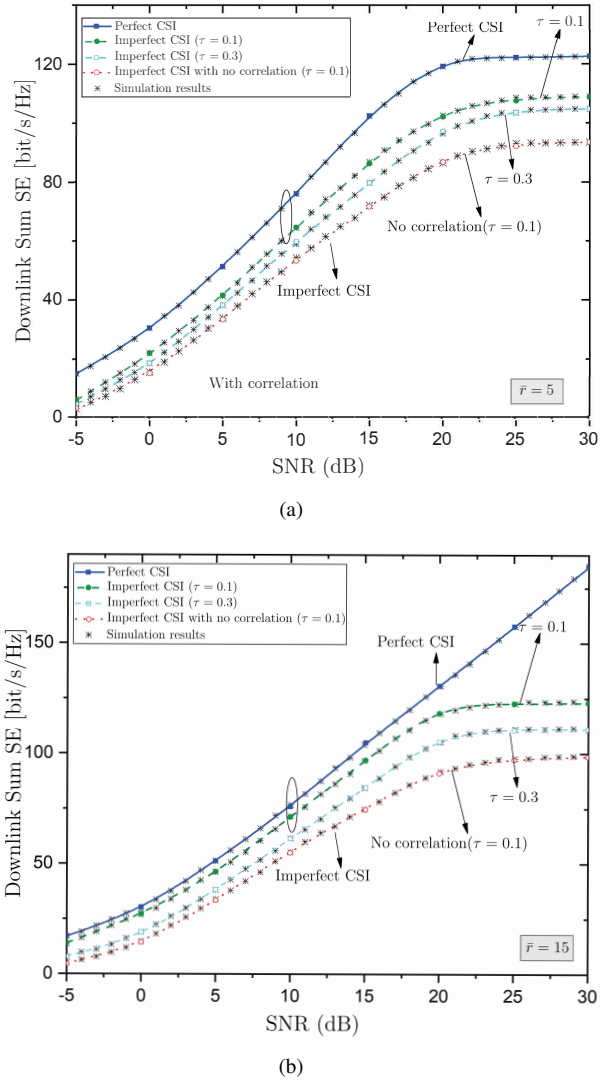 Perfect CSI
Imperfect CSI (τ = 0.1)
Imperfect CSI (τ = 0.3)
Imperfect CSI with no correlation (τ = 0.1)
Simulation results
Perfect CSI
τ = 0.1
τ = 0.3
No correlation(τ = 0.1)
Imperfect CSI
With correlation
r̄ = 5
Downlink Sum SE [bit/s/Hz]
120
80
40
0
-5 0 5 10 15 20 25 30
SNR (dB)
(a)
Perfect CSI
Imperfect CSI (τ = 0.1)
Imperfect CSI (τ = 0.3)
Imperfect CSI with no correlation (τ = 0.1)
Simulation results
Perfect CSI
τ = 0.1
τ = 0.3
No correlation(τ = 0.1)
Imperfect CSI
r̄ = 15
Downlink Sum SE [bit/s/Hz]
150
100
50
0
-5 0 5 10 15 20 25 30
SNR (dB)
(b)